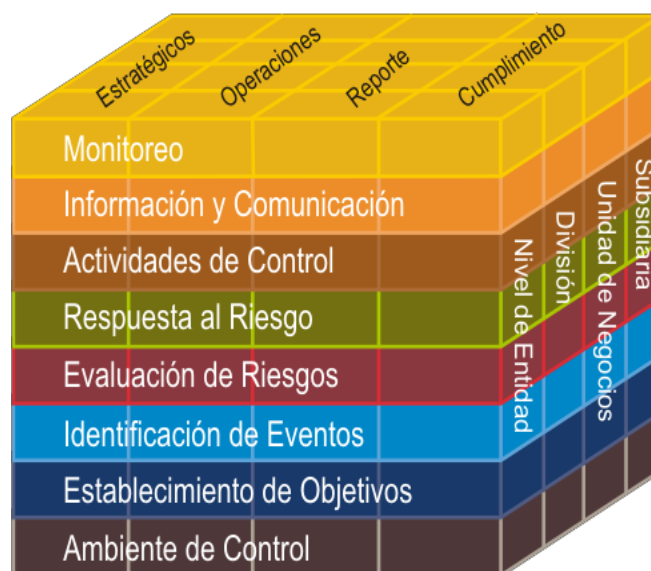 Estratégicos
Operaciones
Reporte
Cumplimiento
Monitoreo
Información y Comunicación
Actividades de Control
Respuesta al Riesgo
Evaluación de Riesgos
Identificación de Eventos
Establecimiento de Objetivos
Ambiente de Control
Nivel de Entidad
División
Unidad de Negocios
Subsidiaria